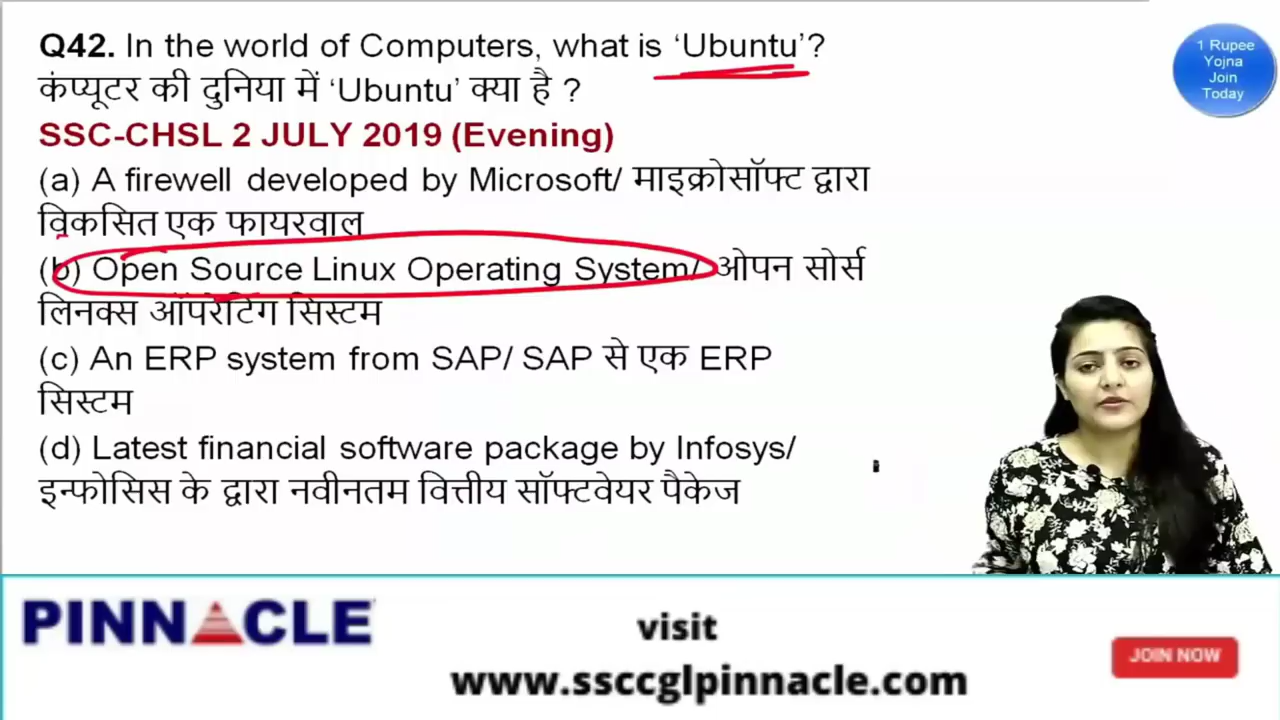 Q42. In the world of Computers, what is ‘Ubuntu’?
कंप्यूटर की दुनिया में ‘Ubuntu’ क्या है ?
SSC-CHSL 2 JULY 2019 (Evening)
(a) A firewell developed by Microsoft/ माइक्रोसॉफ्ट द्वारा
विकसित एक फायरवाल
(b) Open Source Linux Operating System/ ओपन सोर्स
लिनक्स ऑपरेटिंग सिस्टम
(c) An ERP system from SAP/ SAP से एक ERP
सिस्टम
(d) Latest financial software package by Infosys/
इन्फोसिस के द्वारा नवीनतम वित्तीय सॉफ्टवेयर पैकेज
1 Rupee
Yojna
Join
Today
PINNACLE
visit
www.ssccglpinnacle.com
JOIN NOW